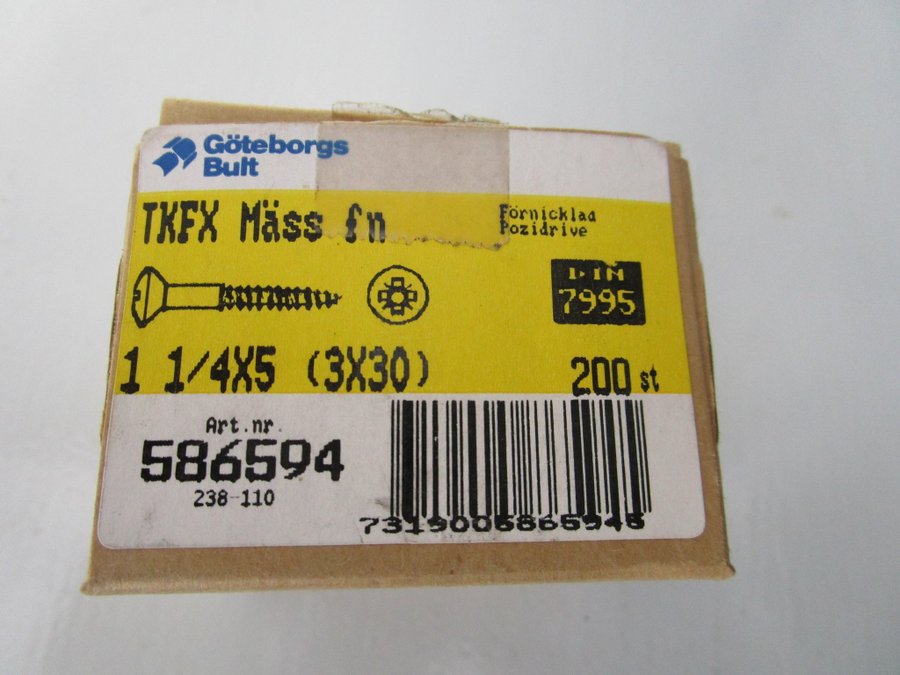 Göteborgs
Bult
TKFX Mäss fn
Förnicklad
Pozidrive
DIN
7995
1 1/4X5 (3X30)
200 st
Art.nr.
586594
238-110
7319005865948